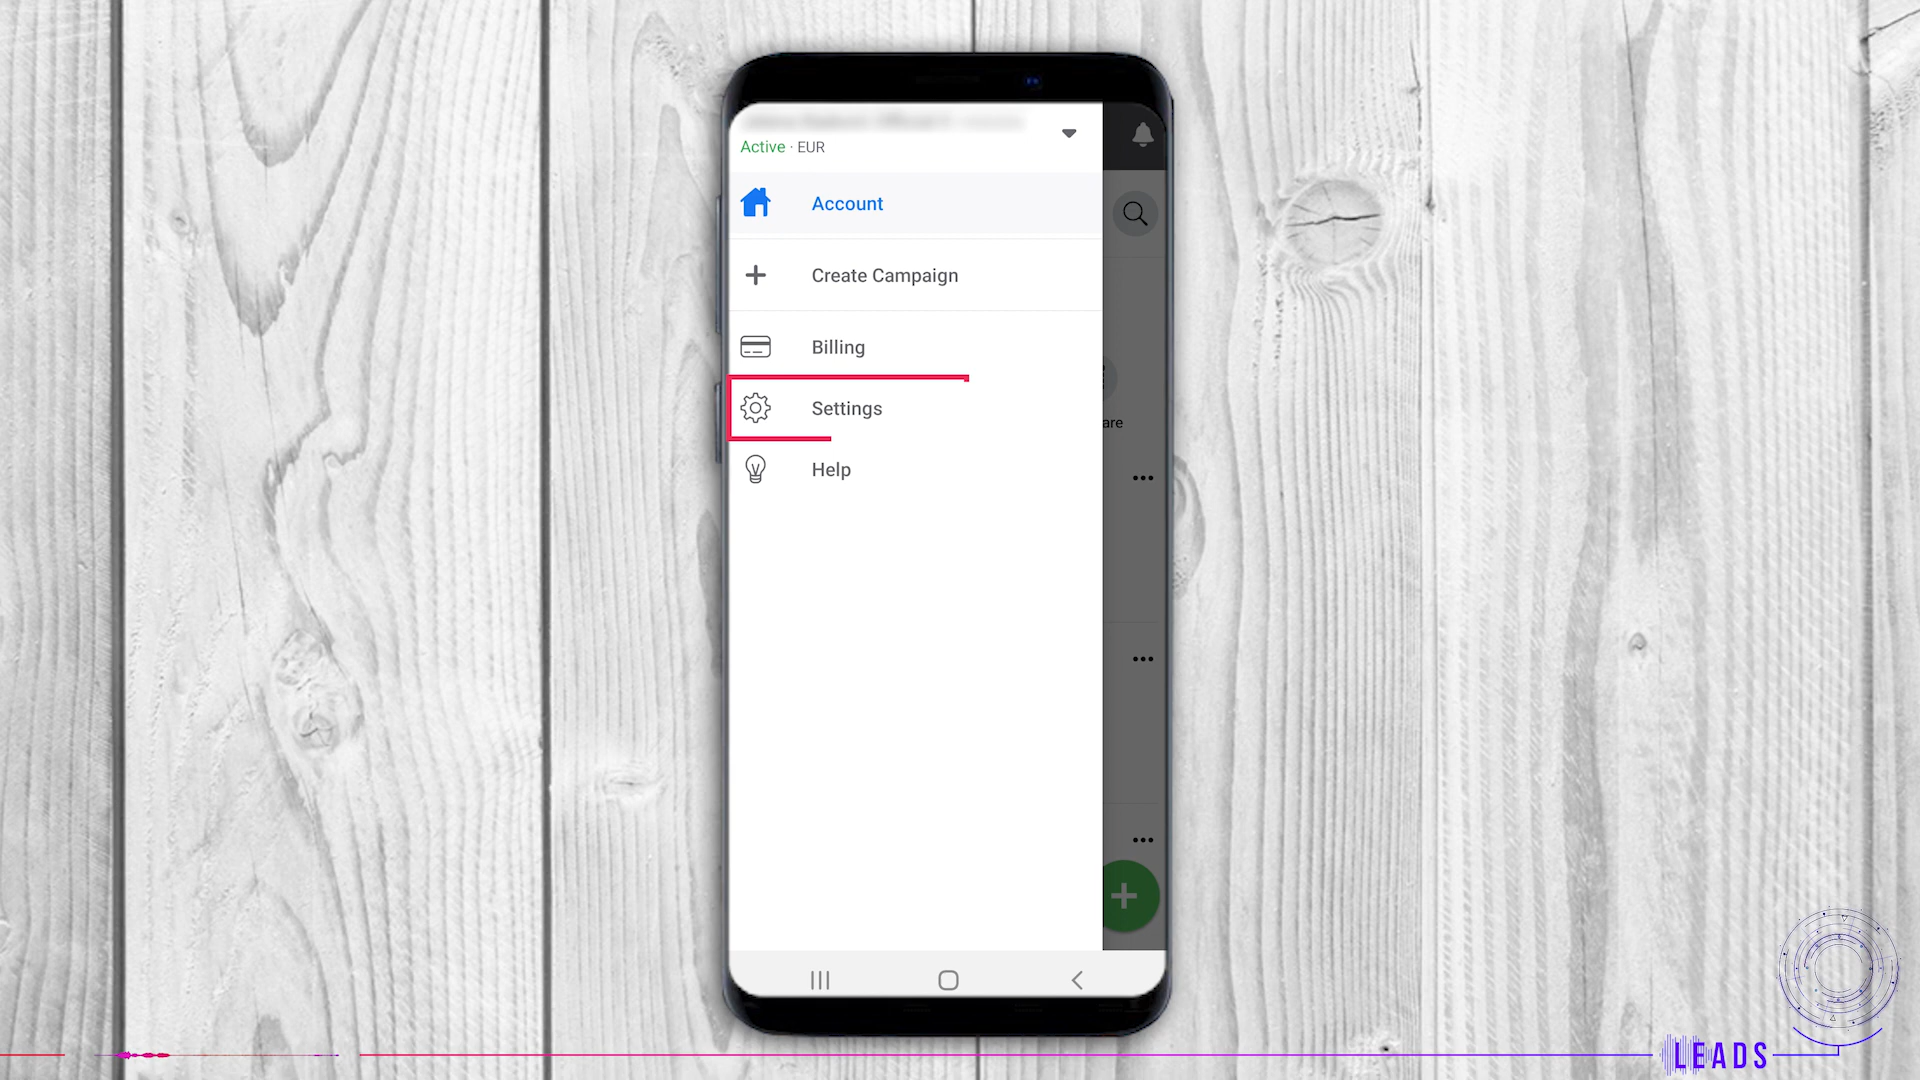 Active · EUR
Account
Create Campaign
Billing
Settings
are
Help
LEADS